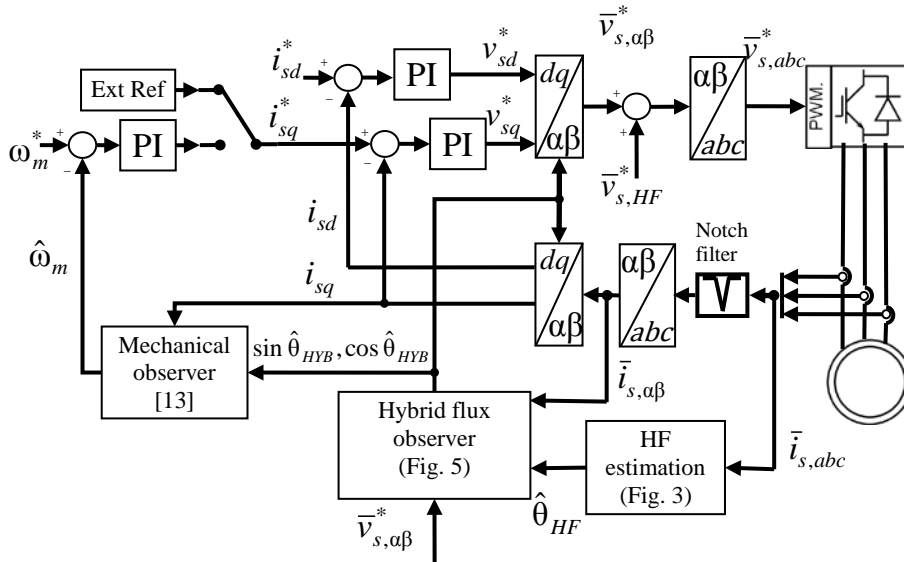 i*sd
+
-
PI
v*sd
dq
αβ
v̅*s,αβ
+
+
v̅*s,HF
αβ
abc
v̅*s,abc
PWM.
Ext Ref
i*sq
ω*m
+
-
PI
+
-
PI
v*sq
isd
ω̂m
isq
dq
αβ
αβ
abc
Notch
filter
Mechanical
observer
[13]
sin θ̂HYB, cos θ̂HYB
i̅s,αβ
Hybrid flux
observer
(Fig. 5)
HF
estimation
(Fig. 3)
i̅s,abc
v̅*s,αβ
θ̂HF